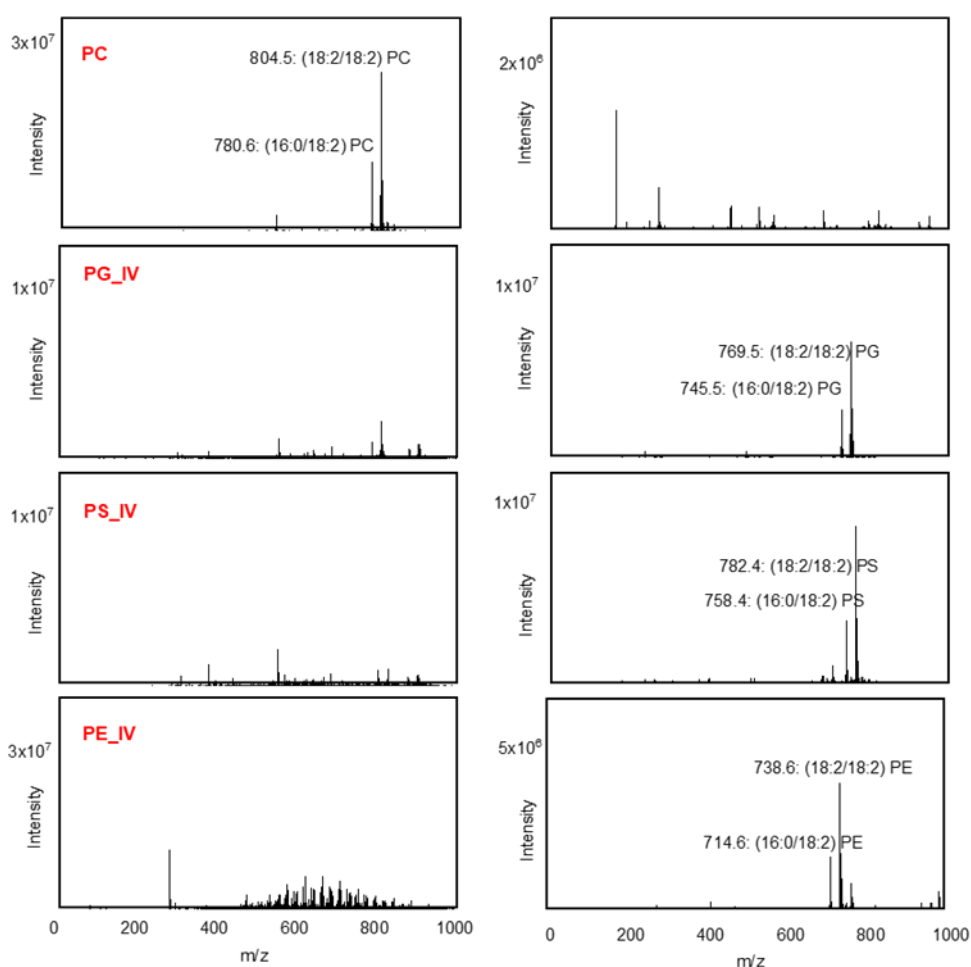 3x10⁷
PC
804.5: (18:2/18:2) PC
780.6: (16:0/18:2) PC
Intensity
2x10⁶
Intensity
1x10⁷
PG_IV
Intensity
1x10⁷
769.5: (18:2/18:2) PG
745.5: (16:0/18:2) PG
Intensity
1x10⁷
PS_IV
Intensity
1x10⁷
782.4: (18:2/18:2) PS
758.4: (16:0/18:2) PS
Intensity
3x10⁷
PE_IV
Intensity
0 200 400 600 800 1000
m/z
5x10⁶
738.6: (18:2/18:2) PE
714.6: (16:0/18:2) PE
Intensity
0 200 400 600 800 1000
m/z